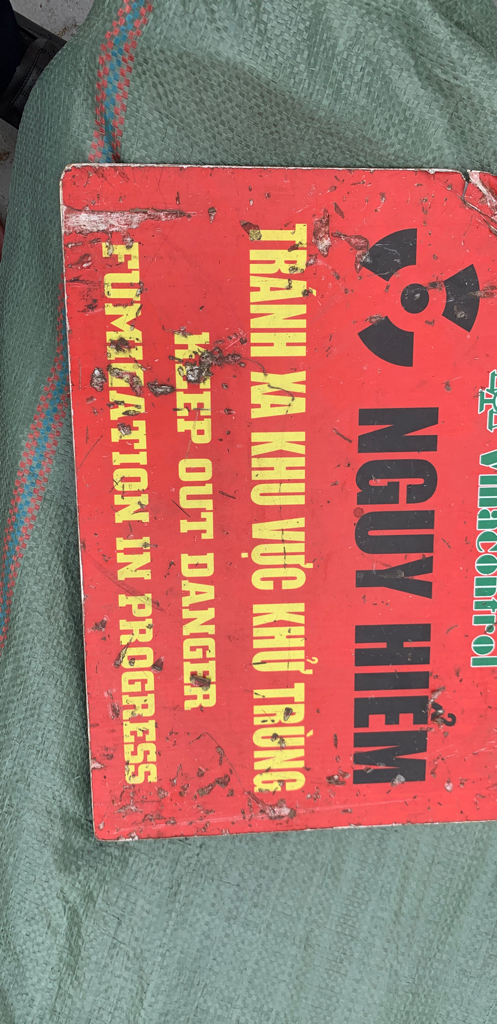 Vinacontrol
NGUY HIỂM
TRÁNH XA KHU VỰC KHỬ TRÙNG
KEEP OUT DANGER
FUMIGATION IN PROGRESS